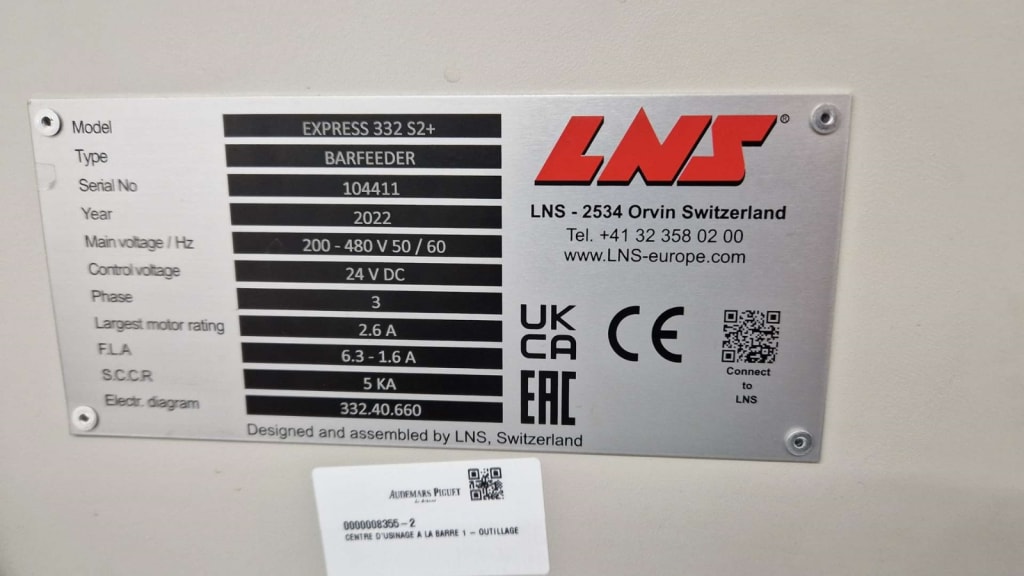 Model EXPRESS 332 S2+
Type BARFEEDER
Serial No 104411
Year 2022
Main voltage / Hz 200 - 480 V 50 / 60
Control voltage 24 V DC
Phase 3
Largest motor rating 2.6 A
F.L.A 6.3 - 1.6 A
S.C.C.R 5 KA
Electr. diagram 332.40.660
Designed and assembled by LNS, Switzerland
LNS®
LNS - 2534 Orvin Switzerland
Tel. +41 32 358 02 00
www.LNS-europe.com
UK
CA
CE
EAC
Connect
to
LNS
AUDEMARS PIGUET
0000008355-2
CENTRE D'USINAGE A LA BARRE 1 - OUTILLAGE